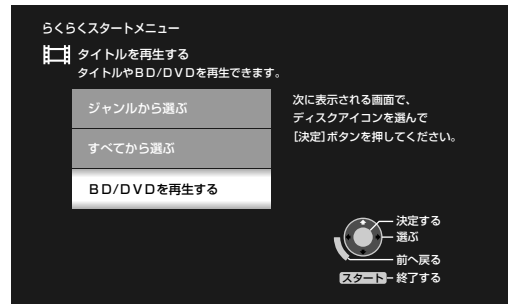 らくらくスタートメニュー
タイトルを再生する
タイトルやBD/DVDを再生できます。
ジャンルから選ぶ
すべてから選ぶ
BD/DVDを再生する
次に表示される画面で、
ディスクアイコンを選んで
[決定]ボタンを押してください。
決定する
選ぶ
前へ戻る
スタート 終了する